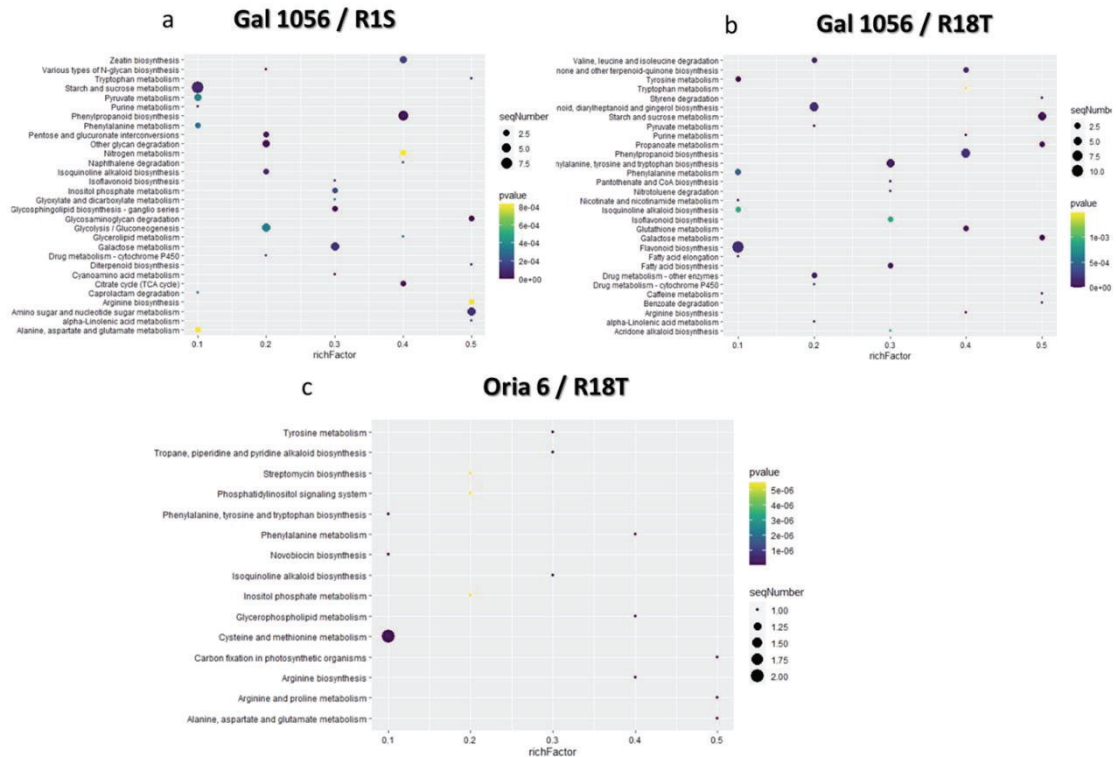 a
Gal 1056 / R1S
Zeatin biosynthesis
Various types of N-glycan biosynthesis
Tryptophan metabolism
Starch and sucrose metabolism
Pyruvate metabolism
Purine metabolism
Phenylpropanoid biosynthesis
Phenylalanine metabolism
Pentose and glucuronate interconversions
Other glycan degradation
Nitrogen metabolism
Naphthalene degradation
Isoquinoline alkaloid biosynthesis
Isoflavonoid biosynthesis
Inositol phosphate metabolism
Glyoxylate and dicarboxylate metabolism
Glycosphingolipid biosynthesis - ganglio series
Glycosaminoglycan degradation
Glycolysis / Gluconeogenesis
Glycerolipid metabolism
Galactose metabolism
Drug metabolism - cytochrome P450
Diterpenoid biosynthesis
Cyanoamino acid metabolism
Citrate cycle (TCA cycle)
Caprolactam degradation
Arginine biosynthesis
Amino sugar and nucleotide sugar metabolism
alpha-Linolenic acid metabolism
Alanine, aspartate and glutamate metabolism
0.1 0.2 0.3 0.4 0.5
richFactor
seqNumber
2.5
5.0
7.5
pvalue
8e-04
6e-04
4e-04
2e-04
0e+00
b
Gal 1056 / R18T
Valine, leucine and isoleucine degradation
none and other terpenoid-quinone biosynthesis
Tyrosine metabolism
Tryptophan metabolism
Styrene degradation
noid, diarylheptanoid and gingerol biosynthesis
Starch and sucrose metabolism
Pyruvate metabolism
Purine metabolism
Propanoate metabolism
Phenylpropanoid biosynthesis
ylalanine, tyrosine and tryptophan biosynthesis
Phenylalanine metabolism
Pantothenate and CoA biosynthesis
Nitrotoluene degradation
Nicotinate and nicotinamide metabolism
Isoquinoline alkaloid biosynthesis
Isoflavonoid biosynthesis
Glutathione metabolism
Galactose metabolism
Flavonoid biosynthesis
Fatty acid elongation
Fatty acid biosynthesis
Drug metabolism - other enzymes
Drug metabolism - cytochrome P450
Caffeine metabolism
Benzoate degradation
Arginine biosynthesis
alpha-Linolenic acid metabolism
Acridone alkaloid biosynthesis
0.1 0.2 0.3 0.4 0.5
richFactor
seqNumbe
2.5
5.0
7.5
10.0
pvalue
1e-03
5e-04
0e+00
c
Oria 6 / R18T
Tyrosine metabolism
Tropane, piperidine and pyridine alkaloid biosynthesis
Streptomycin biosynthesis
Phosphatidylinositol signaling system
Phenylalanine, tyrosine and tryptophan biosynthesis
Phenylalanine metabolism
Novobiocin biosynthesis
Isoquinoline alkaloid biosynthesis
Inositol phosphate metabolism
Glycerophospholipid metabolism
Cysteine and methionine metabolism
Carbon fixation in photosynthetic organisms
Arginine biosynthesis
Arginine and proline metabolism
Alanine, aspartate and glutamate metabolism
0.1 0.2 0.3 0.4 0.5
richFactor
pvalue
5e-06
4e-06
3e-06
2e-06
1e-06
seqNumber
1.00
1.25
1.50
1.75
2.00